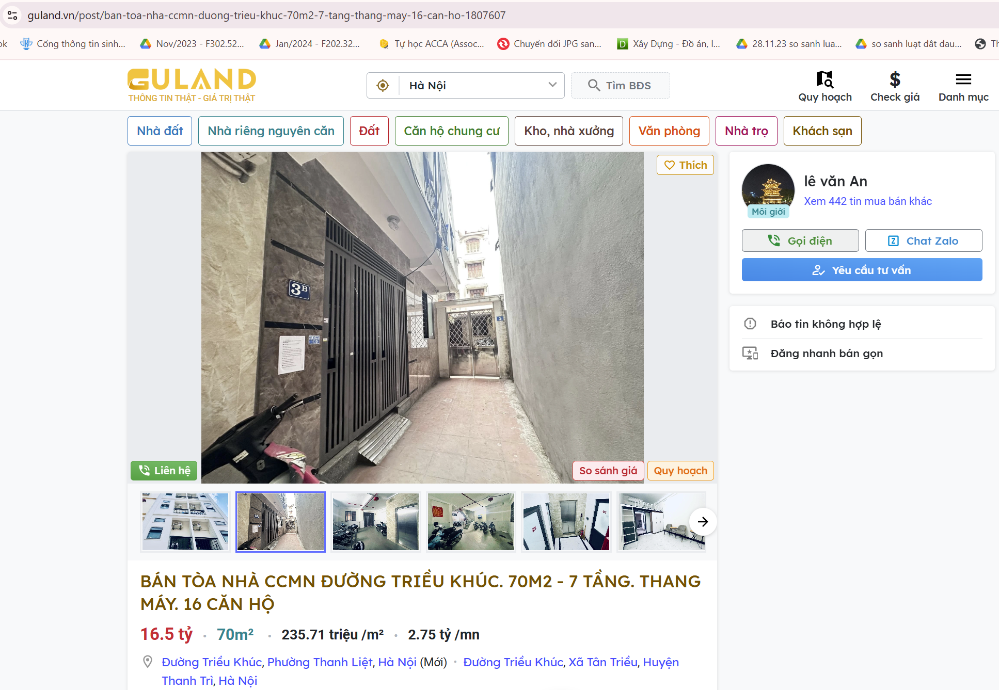 guland.vn/post/ban-toa-nha-ccmn-duong-trieu-khuc-70m2-7-tang-thang-may-16-can-ho-1807607
ok Cổng thông tin sinh... Nov/2023 - F302.52... Jan/2024 - F202.32... Tự học ACCA (Assoc... Chuyển đổi JPG san... Xây Dựng - Đồ án, l... 28.11.23 so sanh lua... so sanh luạt đât đau... Th
GULAND
THÔNG TIN THẬT - GIÁ TRỊ THẬT
Hà Nội
Tìm BĐS
Quy hoạch
Check giá
Danh mục
Nhà đất
Nhà riêng nguyên căn
Đất
Căn hộ chung cư
Kho, nhà xưởng
Văn phòng
Nhà trọ
Khách sạn
Thích
3B
5
Liên hệ
So sánh giá
Quy hoạch
lê văn An
Xem 442 tin mua bán khác
Môi giới
Gọi điện
Chat Zalo
Yêu cầu tư vấn
Báo tin không hợp lệ
Đăng nhanh bán gọn
BÁN TÒA NHÀ CCMN ĐƯỜNG TRIỀU KHÚC. 70M2 - 7 TẦNG. THANG
MÁY. 16 CĂN HỘ
16.5 tỷ · 70m² · 235.71 triệu /m² · 2.75 tỷ /mn
Đường Triều Khúc, Phường Thanh Liệt, Hà Nội (Mới) · Đường Triều Khúc, Xã Tân Triều, Huyện
Thanh Trì, Hà Nội